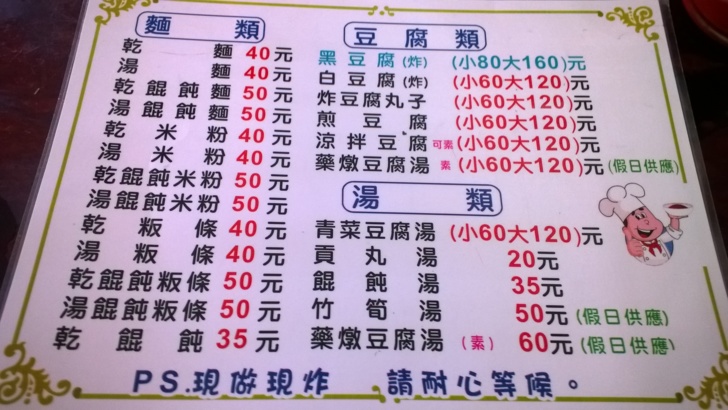 麵類
乾麵 40元
湯麵 40元
乾餛飩麵 50元
湯餛飩麵 50元
乾米粉 40元
湯米粉 40元
乾餛飩米粉 50元
湯餛飩米粉 50元
乾粄條 40元
湯粄條 40元
乾餛飩粄條 50元
湯餛飩粄條 50元
乾餛飩 35元
豆腐類
黑豆腐(炸) (小80大160)元
白豆腐(炸) (小60大120)元
炸豆腐丸子 (小60大120)元
煎豆腐 (小60大120)元
涼拌豆腐 可素 (小60大120)元
藥燉豆腐湯 素 (小60大120)元 (假日供應)
湯類
青菜豆腐湯 (小60大120)元
貢丸湯 20元
餛飩湯 35元
竹筍湯 50元 (假日供應)
藥燉豆腐湯 (素) 60元 (假日供應)
PS.現做現炸 請耐心等候。